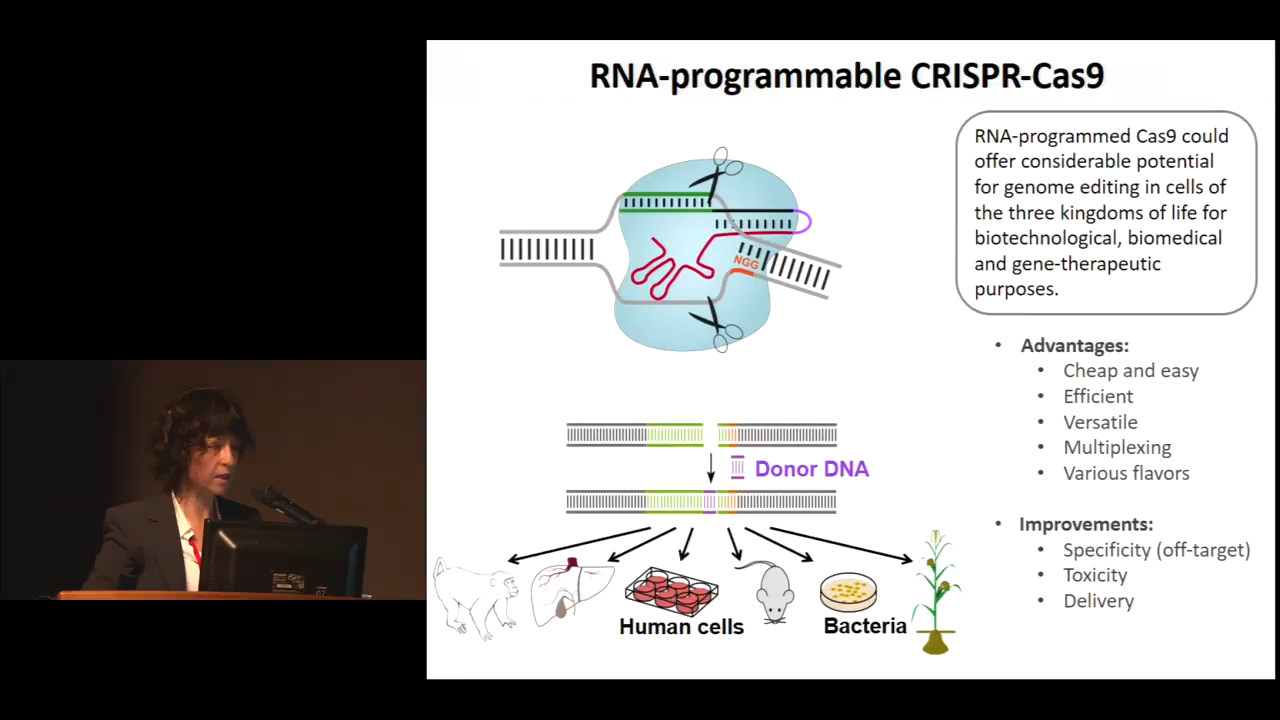 RNA-programmable CRISPR-Cas9
RNA-programmed Cas9 could
offer considerable potential
for genome editing in cells of
the three kingdoms of life for
biotechnological, biomedical
and gene-therapeutic
purposes.
NGG
• Advantages:
• Cheap and easy
• Efficient
• Versatile
• Multiplexing
• Various flavors
Donor DNA
• Improvements:
• Specificity (off-target)
• Toxicity
• Delivery
Human cells
Bacteria